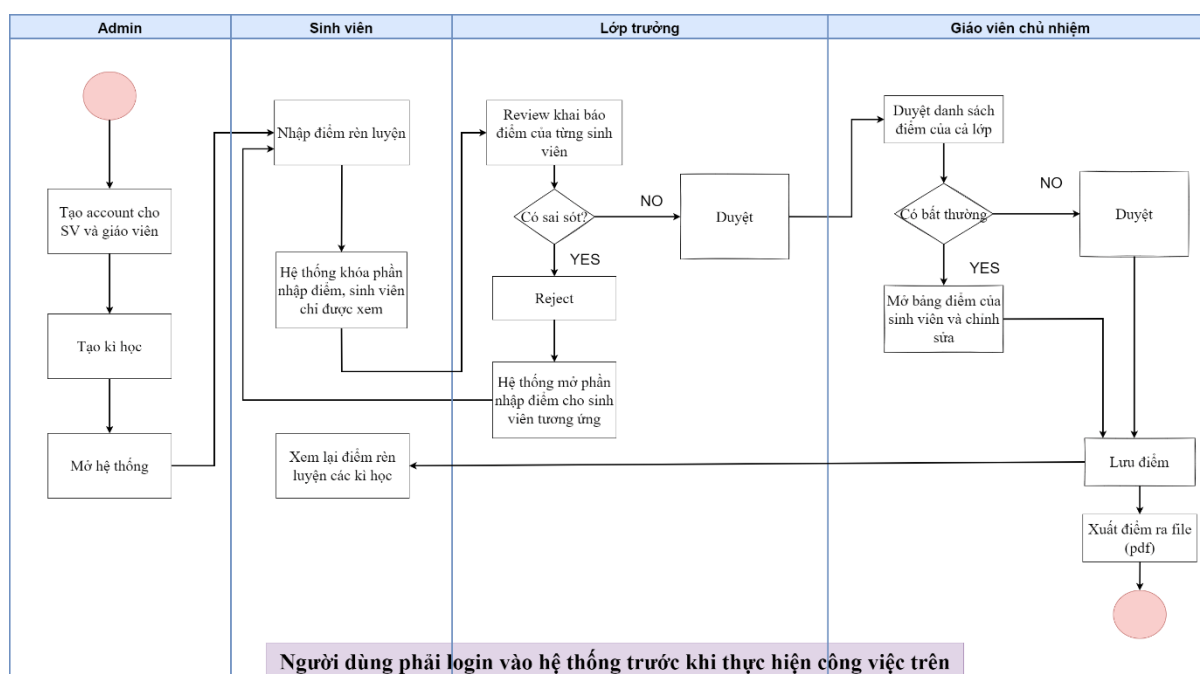 Admin
Sinh viên
Lớp trưởng
Giáo viên chủ nhiệm
Tạo account cho
SV và giáo viên
Tạo kì học
Mở hệ thống
Nhập điểm rèn luyện
Hệ thống khóa phần
nhập điểm, sinh viên
chỉ được xem
Xem lại điểm rèn
luyện các kì học
Review khai báo
điểm của từng sinh
viên
Có sai sót?
NO
Duyệt
YES
Reject
Hệ thống mở phần
nhập điểm cho sinh
viên tương ứng
Duyệt danh sách
điểm của cả lớp
Có bất thường
NO
Duyệt
YES
Mở bảng điểm của
sinh viên và chỉnh
sửa
Lưu điểm
Xuất điểm ra file
(pdf)
Người dùng phải login vào hệ thống trước khi thực hiện công việc trên